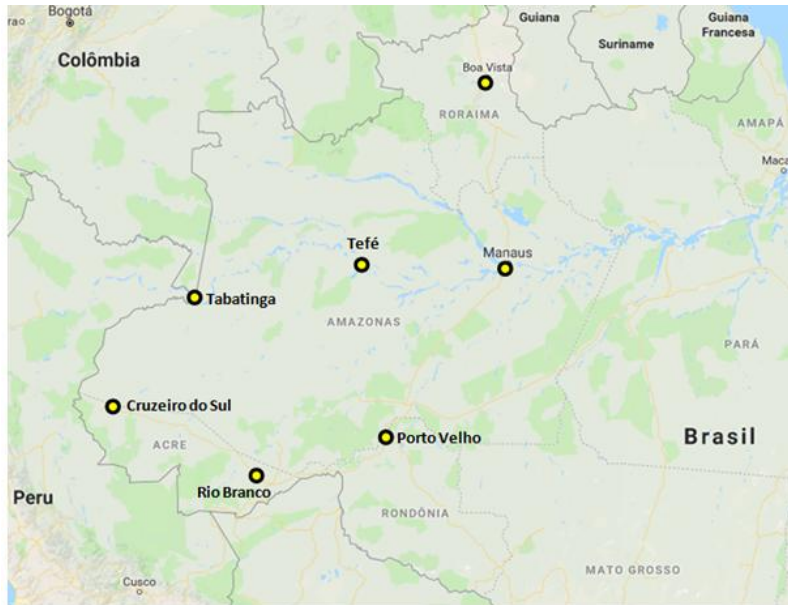 Bogotá
Colômbia
Guiana
Suriname
Guiana
Francesa
Boa Vista
RORAIMA
AMAPÁ
Maca
Tefé
Manaus
Tabatinga
AMAZONAS
PARÁ
Cruzeiro do Sul
ACRE
Porto Velho
Brasil
Rio Branco
Peru
RONDÔNIA
MATO GROSSO
Cusco